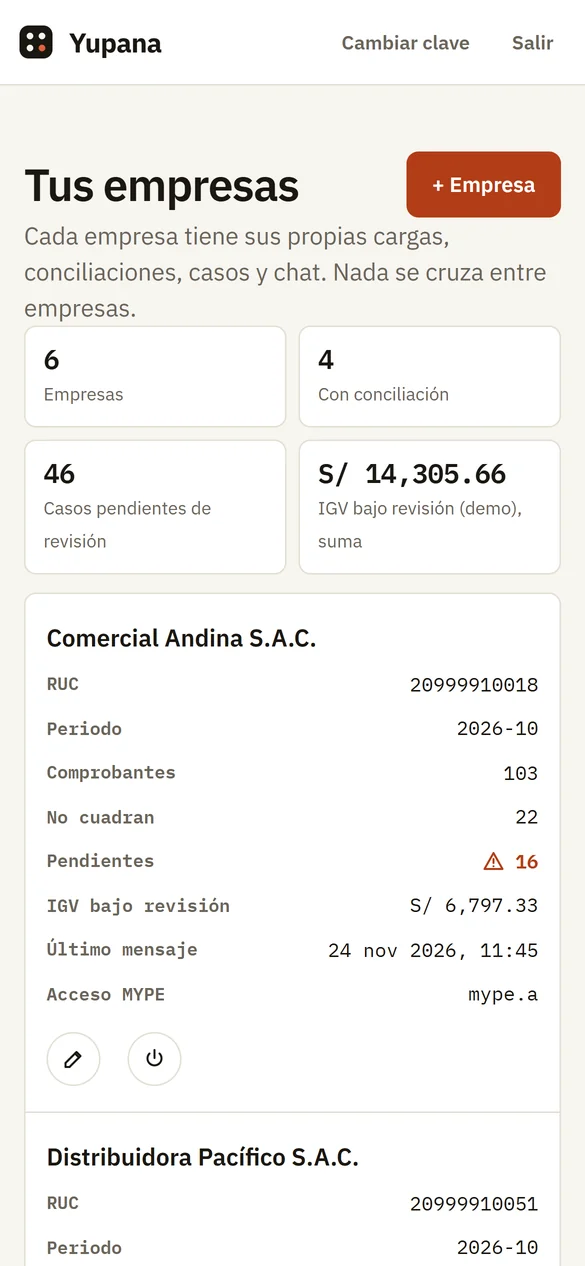 Yupana
Cambiar clave
Salir
Tus empresas
+ Empresa
Cada empresa tiene sus propias cargas,
conciliaciones, casos y chat. Nada se cruza entre
empresas.
6
Empresas
4
Con conciliación
46
Casos pendientes de
revisión
S/ 14,305.66
IGV bajo revisión (demo),
suma
Comercial Andina S.A.C.
RUC 20999910018
Periodo 2026-10
Comprobantes 103
No cuadran 22
Pendientes 16
IGV bajo revisión S/ 6,797.33
Último mensaje 24 nov 2026, 11:45
Acceso MYPE mype.a
Distribuidora Pacífico S.A.C.
RUC 20999910051
Periodo 2026-10